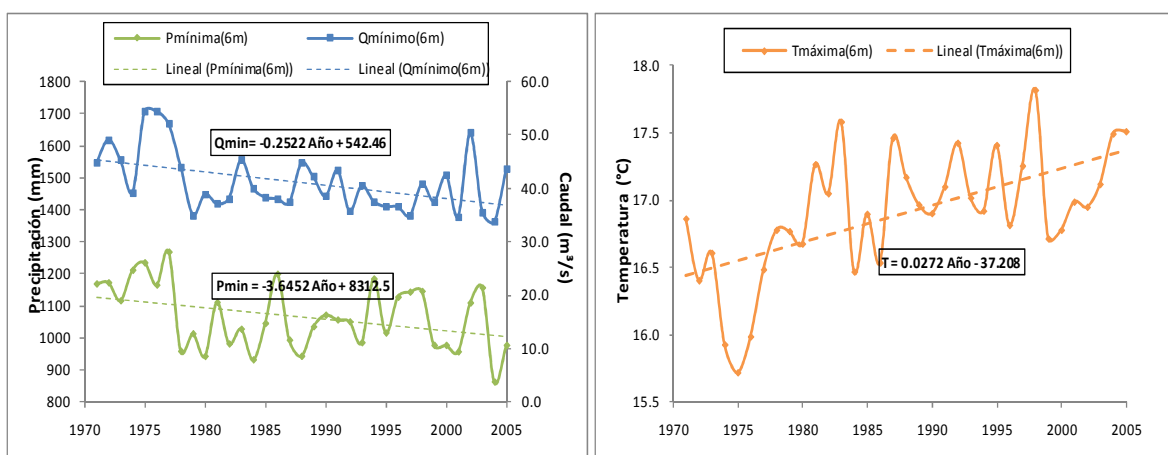 Pmínima(6m) Qmínimo(6m)
Lineal (Pmínima(6m)) Lineal (Qmínimo(6m))
Precipitación (mm)
1800
1700
1600
1500
1400
1300
1200
1100
1000
900
800
Qmin= -0.2522 Año + 542.46
Pmin = -3.6452 Año + 8312.5
60.0
50.0
40.0
30.0
20.0
10.0
0.0
Caudal (m³/s)
1970 1975 1980 1985 1990 1995 2000 2005
Tmáxima(6m) Lineal (Tmáxima(6m))
Temperatura (°C)
18.0
17.5
17.0
16.5
16.0
15.5
T = 0.0272 Año - 37.208
1970 1975 1980 1985 1990 1995 2000 2005